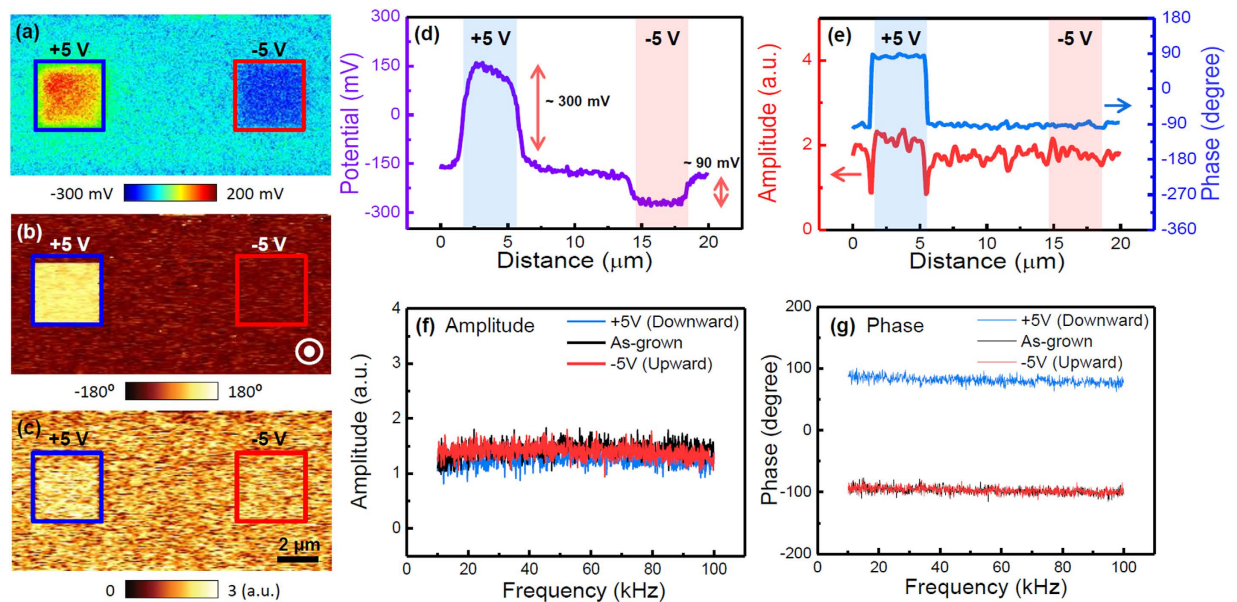 (a)
+5 V
-5 V
-300 mV 200 mV
(b)
+5 V
-5 V
-180º 180º
(c)
+5 V
-5 V
2 μm
0 3 (a.u.)
(d)
+5 V
-5 V
~ 300 mV
~ 90 mV
300
150
0
-150
-300
Potential (mV)
0 5 10 15 20
Distance (μm)
(e)
+5 V
-5 V
4
2
0
Amplitude (a.u.)
180
90
0
-90
-180
-270
-360
Phase (degree)
0 5 10 15 20
Distance (μm)
(f) Amplitude
+5V (Downward)
As-grown
-5V (Upward)
4
3
2
1
0
Amplitude (a.u.)
0 20 40 60 80 100
Frequency (kHz)
(g) Phase
+5V (Downward)
As-grown
-5V (Upward)
200
100
0
-100
-200
Phase (degree)
0 20 40 60 80 100
Frequency (kHz)